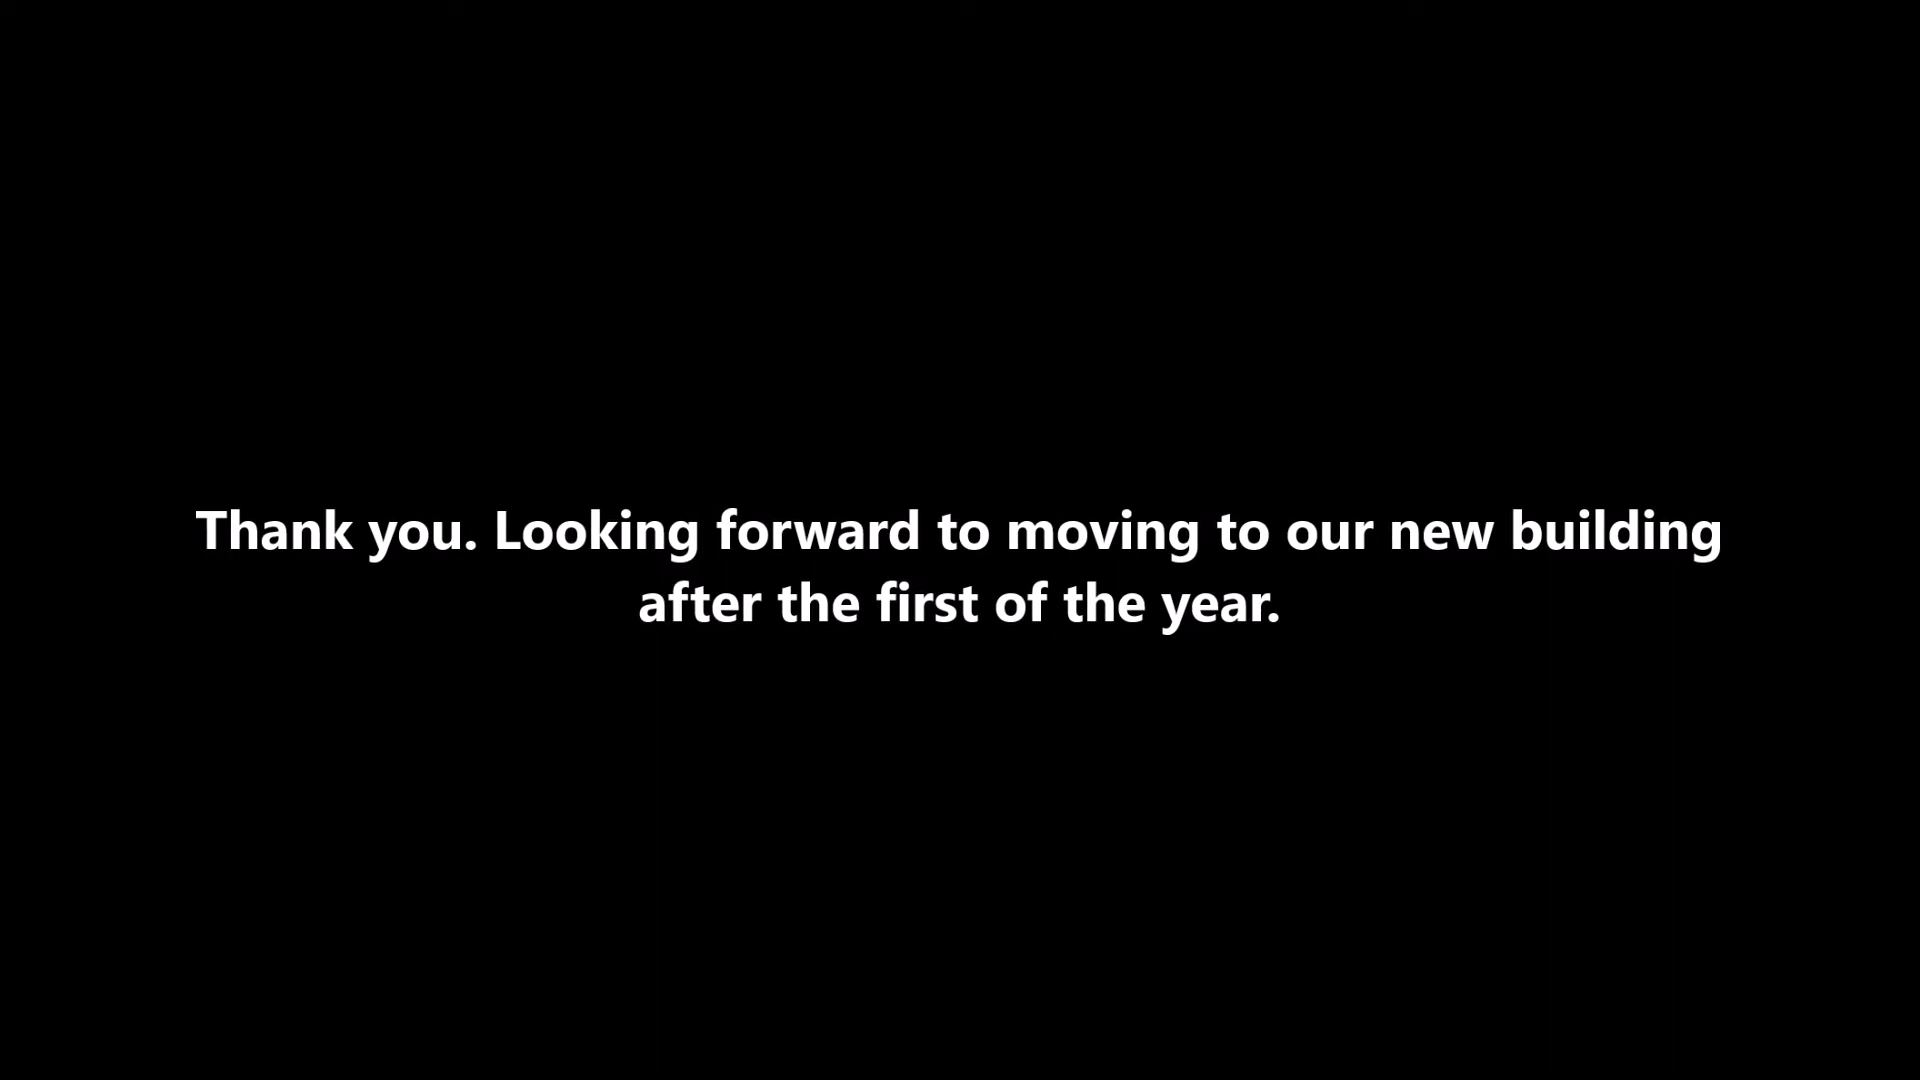 Thank you. Looking forward to moving to our new building
after the first of the year.